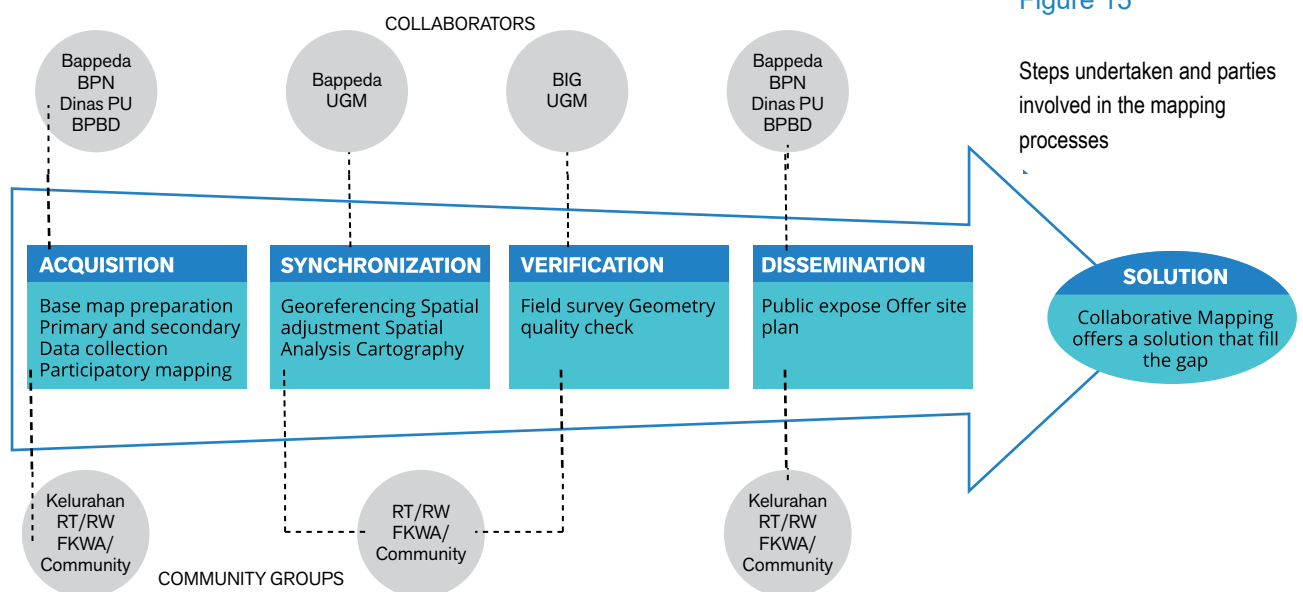 Figure 15
Steps undertaken and parties
involved in the mapping
processes
COLLABORATORS
Bappeda
BPN
Dinas PU
BPBD
Bappeda
UGM
BIG
UGM
Bappeda
BPN
Dinas PU
BPBD
ACQUISITION
Base map preparation
Primary and secondary
Data collection
Participatory mapping
SYNCHRONIZATION
Georeferencing Spatial
adjustment Spatial
Analysis Cartography
VERIFICATION
Field survey Geometry
quality check
DISSEMINATION
Public expose Offer site
plan
SOLUTION
Collaborative Mapping
offers a solution that fill
the gap
Kelurahan
RT/RW
FKWA/
Community
RT/RW
FKWA/
Community
Kelurahan
RT/RW
FKWA/
Community
COMMUNITY GROUPS